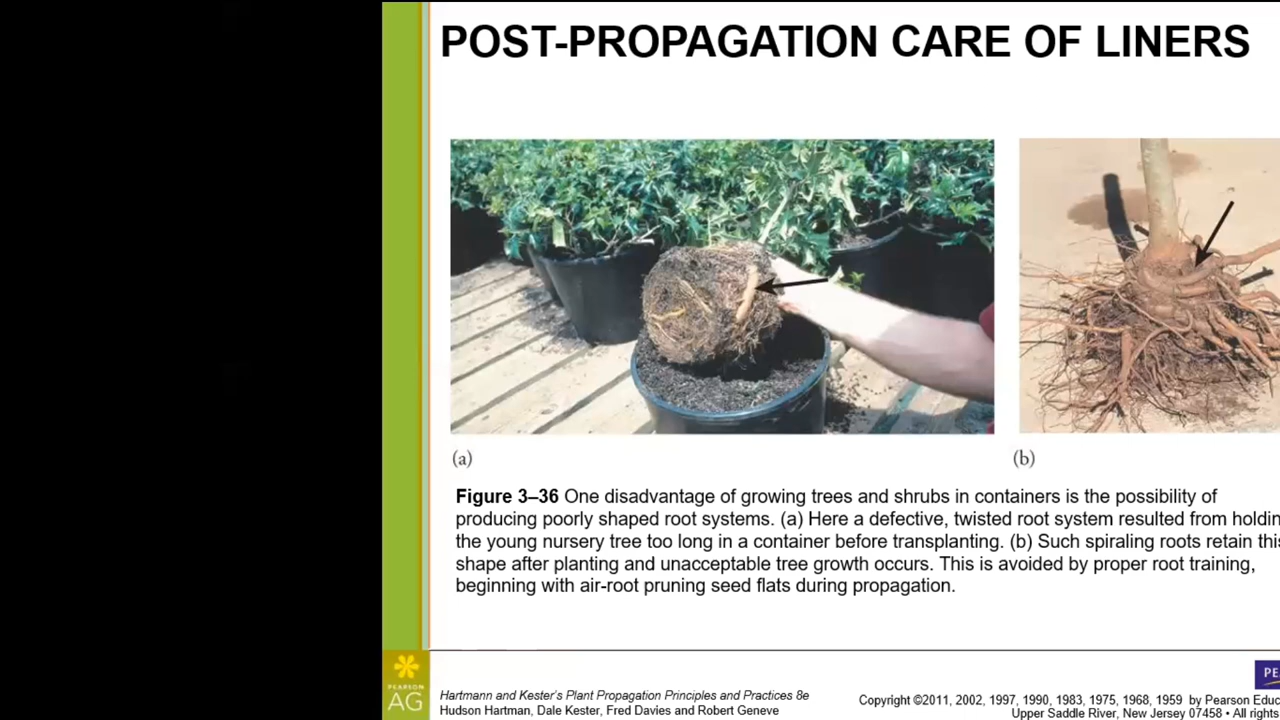 POST-PROPAGATION CARE OF LINERS
(a)
(b)
Figure 3–36 One disadvantage of growing trees and shrubs in containers is the possibility of
producing poorly shaped root systems. (a) Here a defective, twisted root system resulted from holdin
the young nursery tree too long in a container before transplanting. (b) Such spiraling roots retain this
shape after planting and unacceptable tree growth occurs. This is avoided by proper root training,
beginning with air-root pruning seed flats during propagation.
PEARSON
AG
Hartmann and Kester's Plant Propagation Principles and Practices 8e
Hudson Hartman, Dale Kester, Fred Davies and Robert Geneve
PE
Copyright ©2011, 2002, 1997, 1990, 1983, 1975, 1968, 1959 by Pearson Educ
Upper Saddle River, New Jersey 07458 • All rights